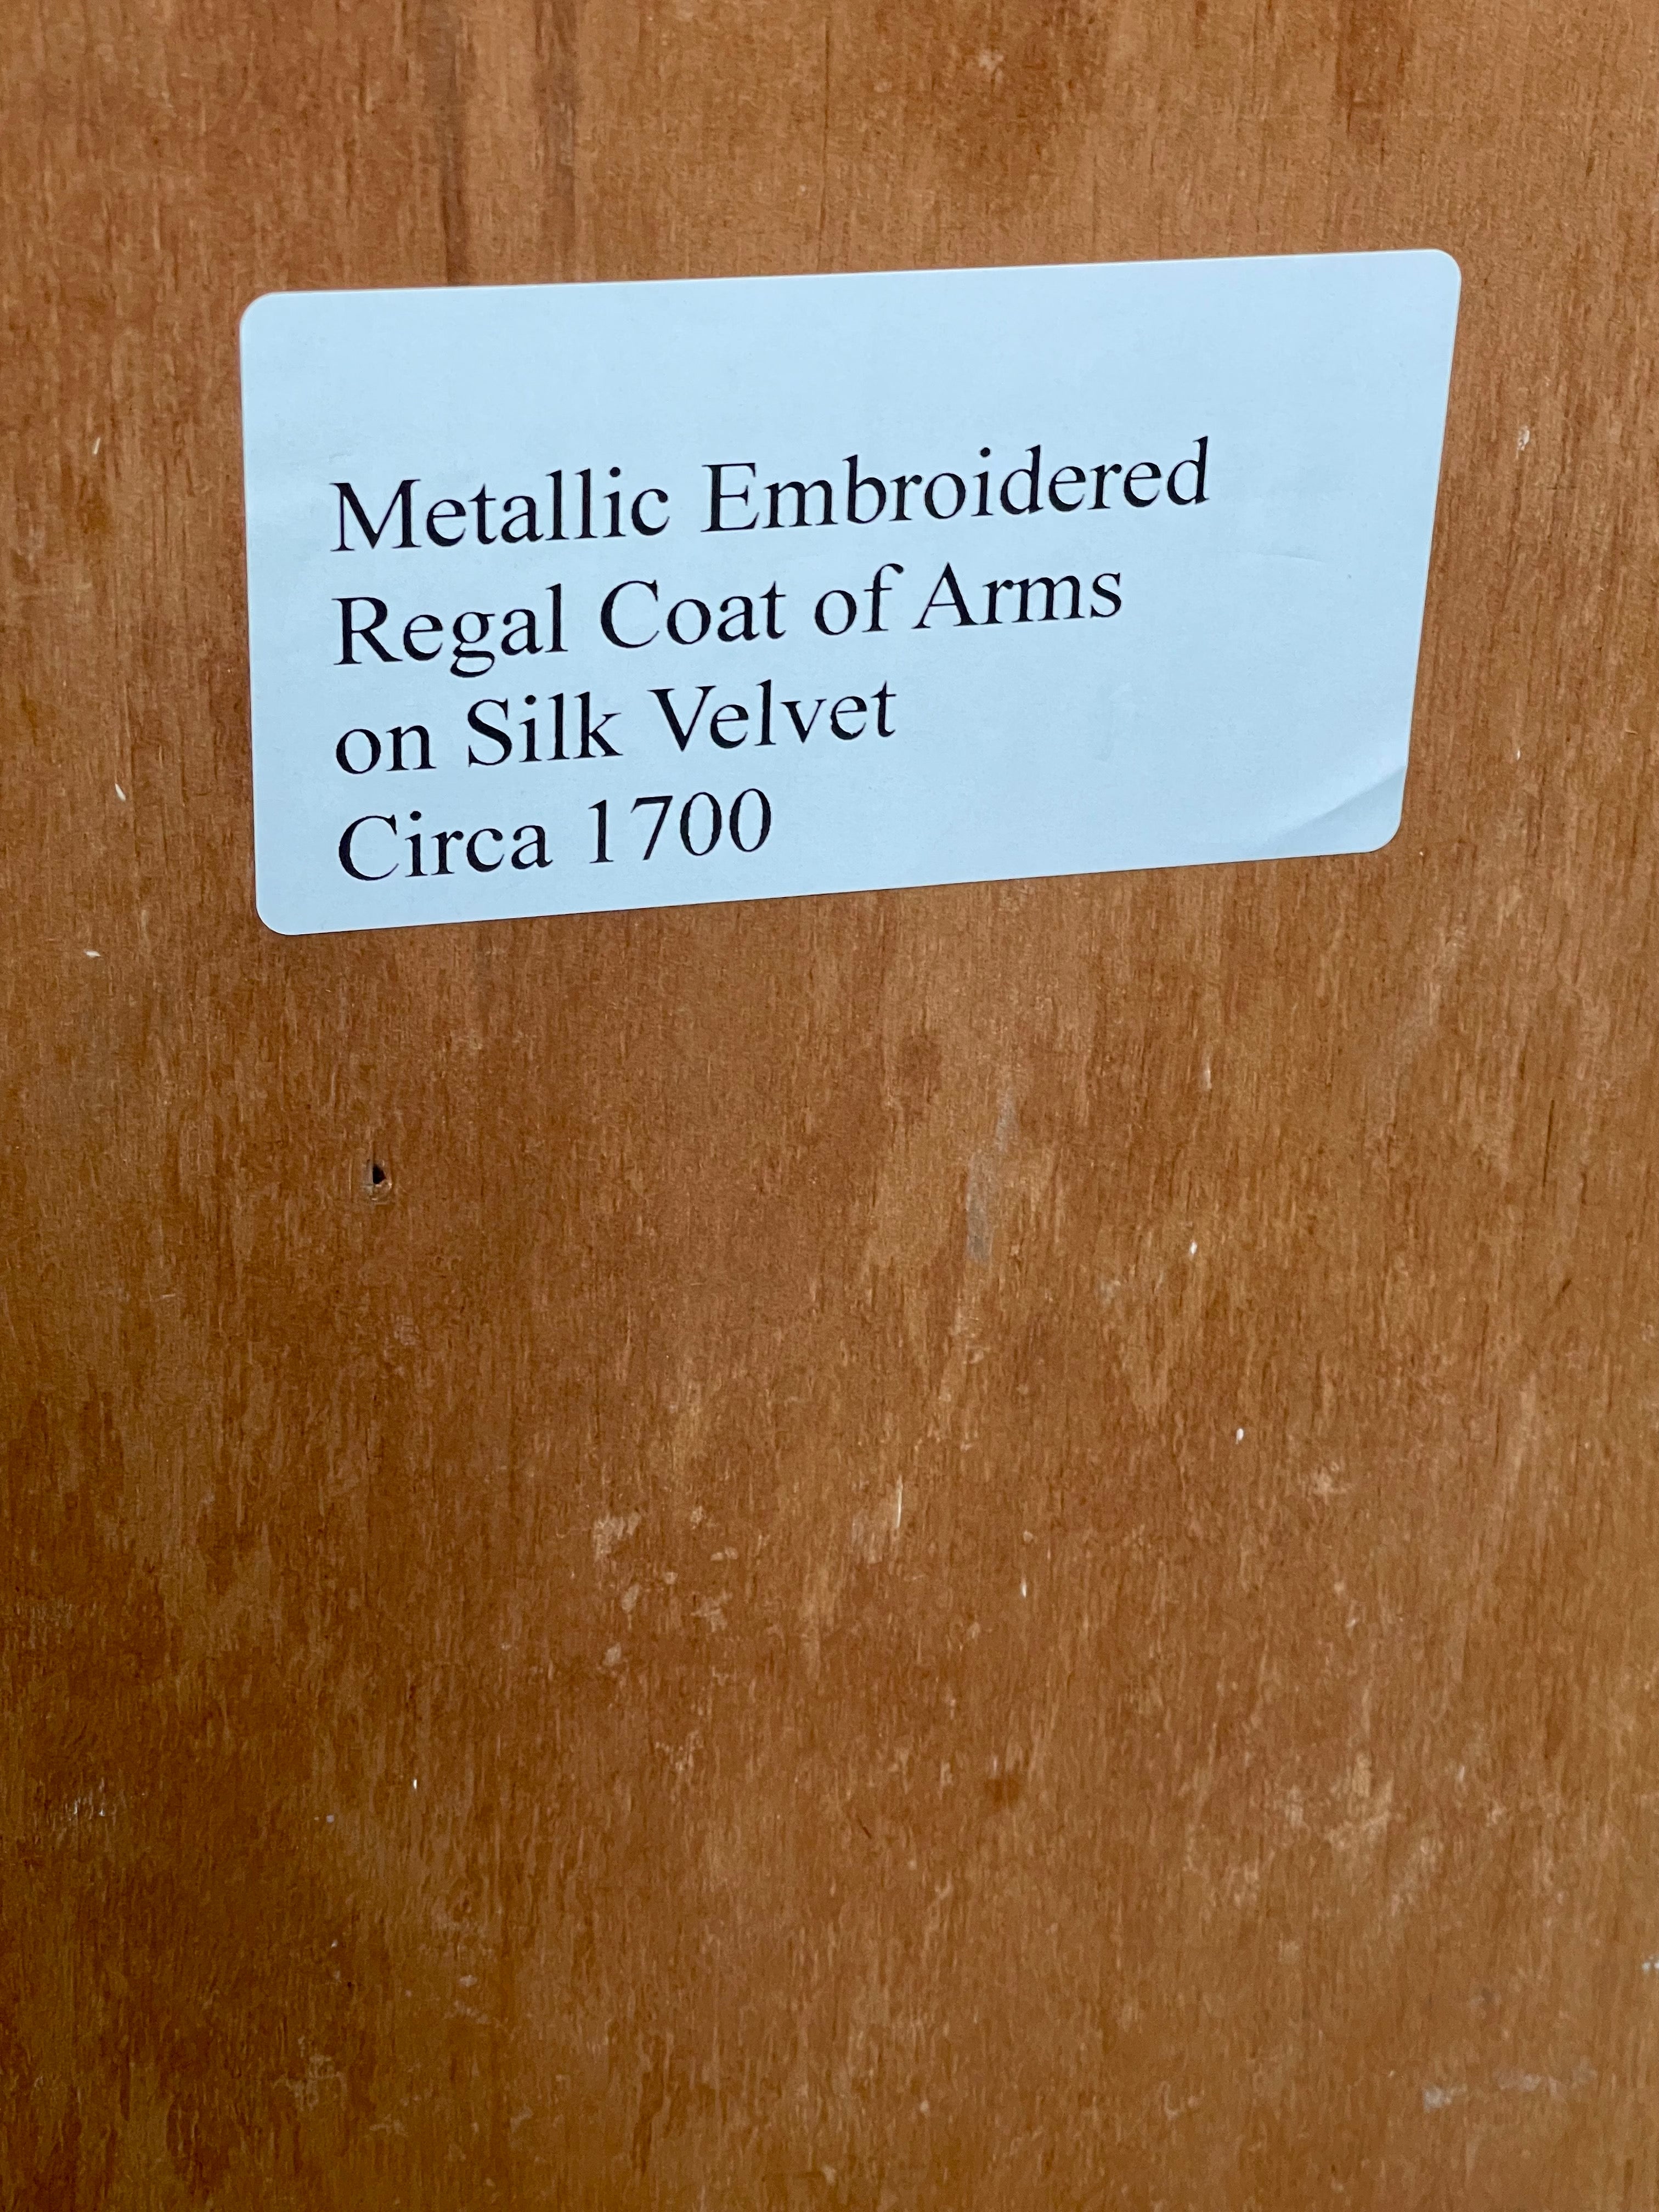 Metallic Embroidered
Regal Coat of Arms
on Silk Velvet
Circa 1700